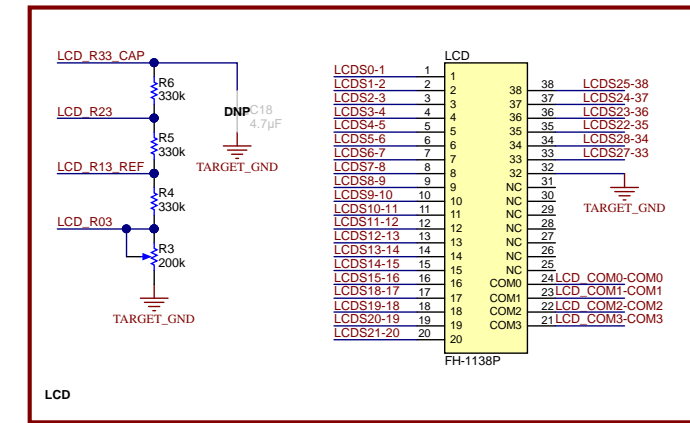 LCD_R33_CAP
R6
330k
LCD_R23
R5
330k
LCD_R13_REF
R4
330k
LCD_R03
R3
200k
TARGET_GND
DNP C18
4.7µF
TARGET_GND
LCD
LCDS0-1 1 1
LCDS1-2 2 2 38 38 LCDS25-38
LCDS2-3 3 3 37 37 LCDS24-37
LCDS3-4 4 4 36 36 LCDS23-36
LCDS4-5 5 5 35 35 LCDS22-35
LCDS5-6 6 6 34 34 LCDS28-34
LCDS6-7 7 7 33 33 LCDS27-33
LCDS7-8 8 8 32 32
LCDS8-9 9 9 NC 31
LCDS9-10 10 10 NC 30
LCDS10-11 11 11 NC 29
LCDS11-12 12 12 NC 28
LCDS12-13 13 13 NC 27
LCDS13-14 14 14 NC 26
LCDS14-15 15 15 NC 25
LCDS15-16 16 16 COM0 24 LCD_COM0-COM0
LCDS18-17 17 17 COM1 23 LCD_COM1-COM1
LCDS19-18 18 18 COM2 22 LCD_COM2-COM2
LCDS20-19 19 19 COM3 21 LCD_COM3-COM3
LCDS21-20 20 20
TARGET_GND
FH-1138P
LCD